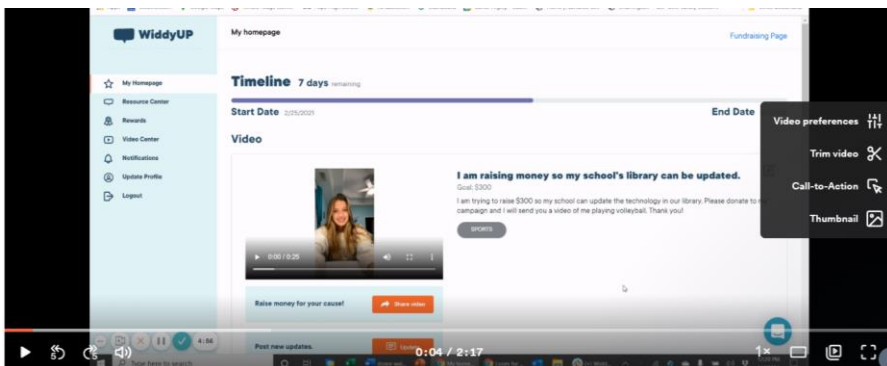 WiddyUP
My homepage
Fundraising Page
My Homepage
Resource Center
Rewards
Video Center
Notifications
Update Profile
Logout
Timeline 7 days remaining
Start Date 2/25/2021
End Date
Video
I am raising money so my school's library can be updated.
Goal: $300
I am trying to raise $300 so my school can update the technology in our library. Please donate to
campaign and I will send you a video of me playing volleyball. Thank you!
SPORTS
0:00 / 0:25
Raise money for your cause!
Share video
Post new updates.
Update
Video preferences
Trim video
Call-to-Action
Thumbnail
4:56
5
5
0:04 / 2:17
1x
Type here to search